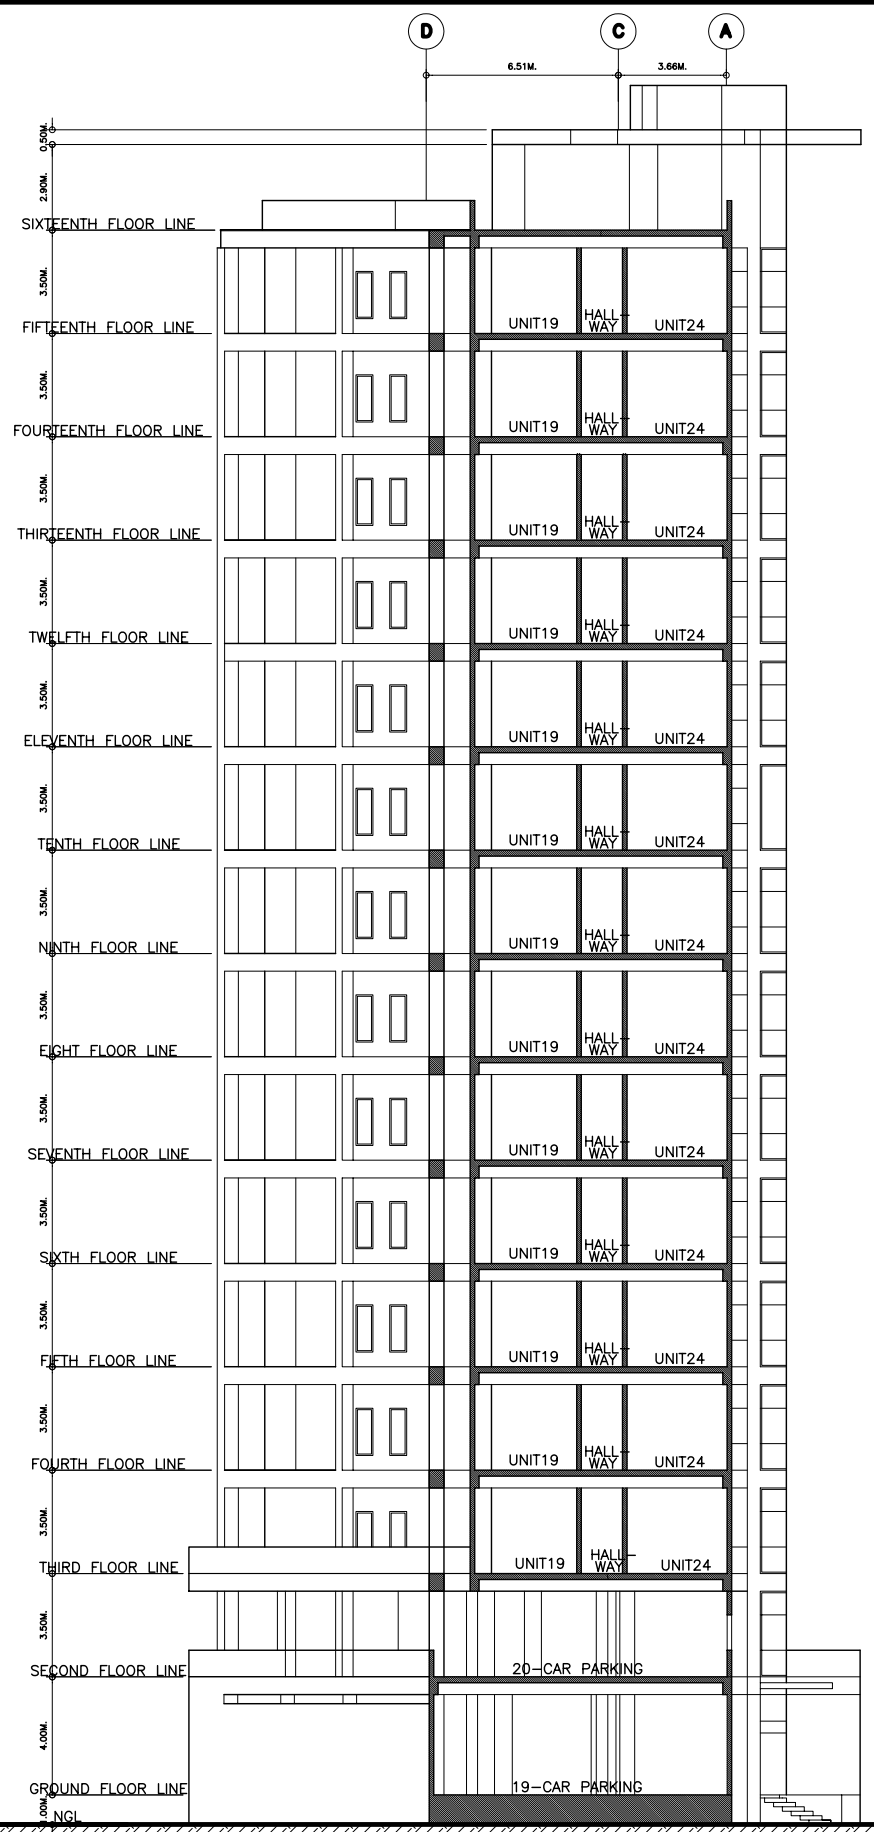 D C A
6.51M. 3.66M.
0.50M.
2.90M.
SIXTEENTH FLOOR LINE
3.50M.
UNIT19 HALL WAY UNIT24
FIFTEENTH FLOOR LINE
3.50M.
UNIT19 HALL WAY UNIT24
FOURTEENTH FLOOR LINE
3.50M.
UNIT19 HALL WAY UNIT24
THIRTEENTH FLOOR LINE
3.50M.
UNIT19 HALL WAY UNIT24
TWELFTH FLOOR LINE
3.50M.
UNIT19 HALL WAY UNIT24
ELEVENTH FLOOR LINE
3.50M.
UNIT19 HALL WAY UNIT24
TENTH FLOOR LINE
3.50M.
UNIT19 HALL WAY UNIT24
NINTH FLOOR LINE
3.50M.
UNIT19 HALL WAY UNIT24
EIGHT FLOOR LINE
3.50M.
UNIT19 HALL WAY UNIT24
SEVENTH FLOOR LINE
3.50M.
UNIT19 HALL WAY UNIT24
SIXTH FLOOR LINE
3.50M.
UNIT19 HALL WAY UNIT24
FIFTH FLOOR LINE
3.50M.
UNIT19 HALL WAY UNIT24
FOURTH FLOOR LINE
3.50M.
UNIT19 HALL WAY UNIT24
THIRD FLOOR LINE
3.50M.
20-CAR PARKING
SECOND FLOOR LINE
4.00M.
19-CAR PARKING
GROUND FLOOR LINE
1.00M.
NGL